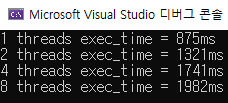 Microsoft Visual Studio 디버그 콘솔
1 threads exec_time = 875ms
2 threads exec_time = 1321ms
4 threads exec_time = 1741ms
8 threads exec_time = 1982ms